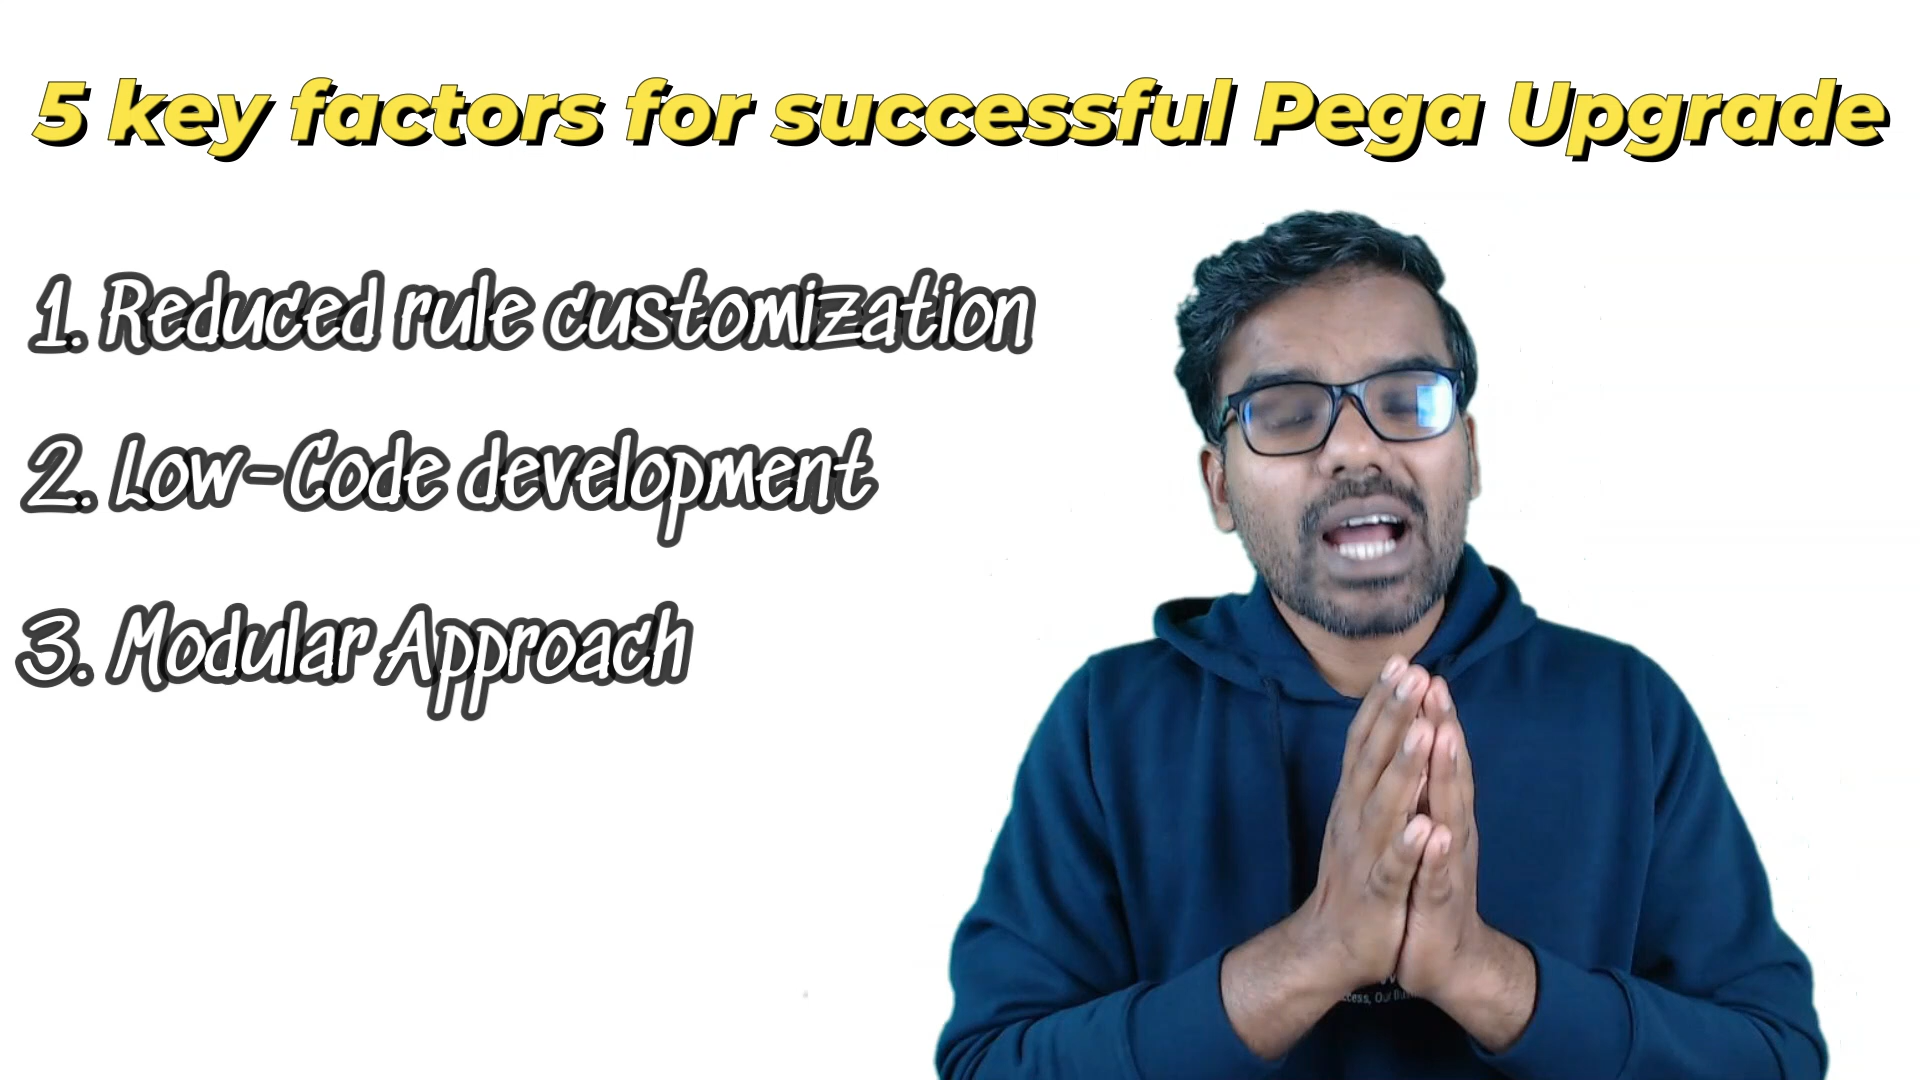 5 key factors for successful Pega Upgrade
1. Reduced rule customization
2. Low-Code development
3. Modular Approach